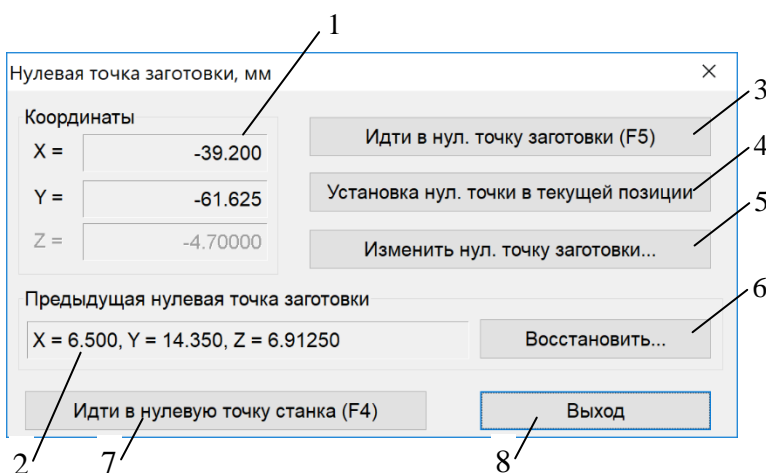 1
Нулевая точка заготовки, мм
3
Координаты
X = -39.200
Идти в нул. точку заготовки (F5)
4
Y = -61.625
Установка нул. точки в текущей позиции
5
Z = -4.70000
Изменить нул. точку заготовки...
6
Предыдущая нулевая точка заготовки
X = 6.500, Y = 14.350, Z = 6.91250
Восстановить...
Идти в нулевую точку станка (F4)
Выход
2 7 8